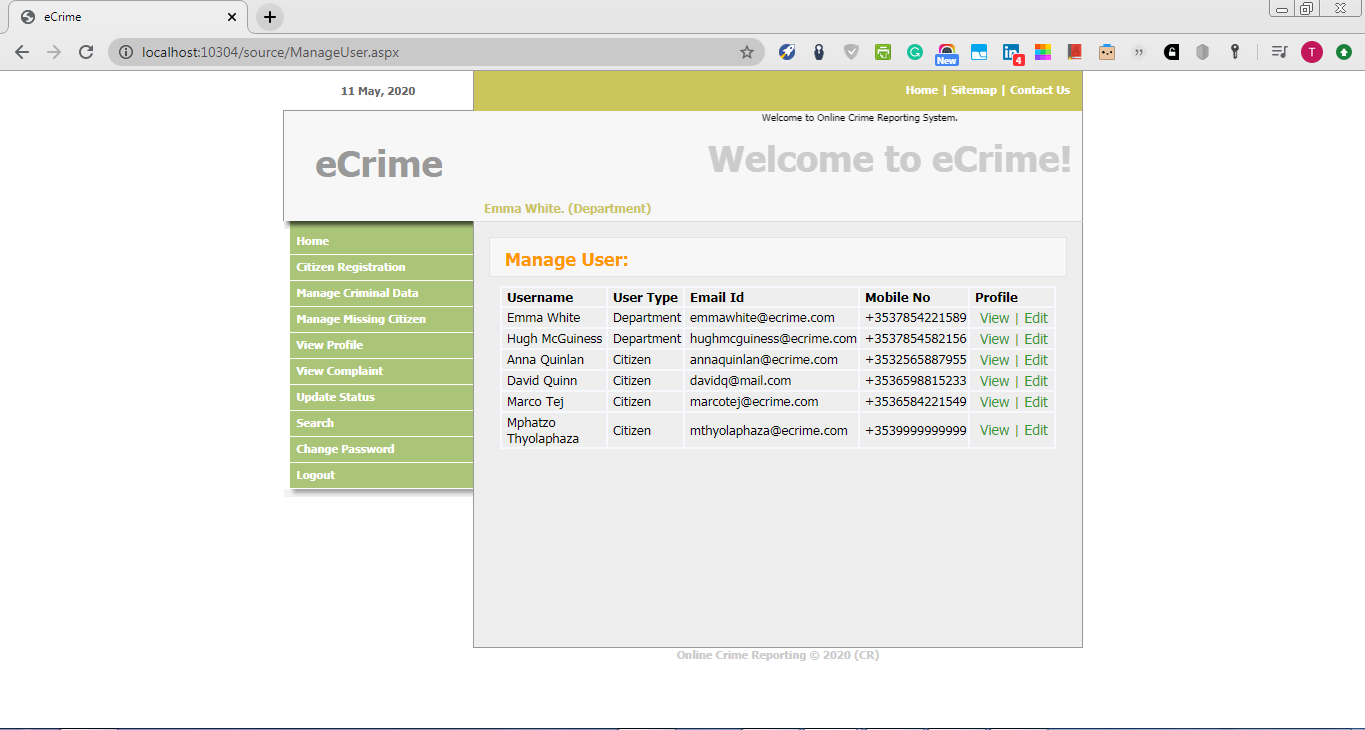 eCrime
localhost:10304/source/ManageUser.aspx
New
4
T
11 May, 2020
Home | Sitemap | Contact Us
Welcome to Online Crime Reporting System.
eCrime
Welcome to eCrime!
Emma White. (Department)
Home
Citizen Registration
Manage Criminal Data
Manage Missing Citizen
View Profile
View Complaint
Update Status
Search
Change Password
Logout
Manage User:
Username User Type Email Id Mobile No Profile
Emma White Department emmawhite@ecrime.com +3537854221589 View | Edit
Hugh McGuiness Department hughmcguiness@ecrime.com +3537854582156 View | Edit
Anna Quinlan Citizen annaquinlan@ecrime.com +3532565887955 View | Edit
David Quinn Citizen davidq@mail.com +3536598815233 View | Edit
Marco Tej Citizen marcotej@ecrime.com +3536584221549 View | Edit
Mphatzo
Thyolaphaza Citizen mthyolaphaza@ecrime.com +3539999999999 View | Edit
Online Crime Reporting © 2020 (CR)